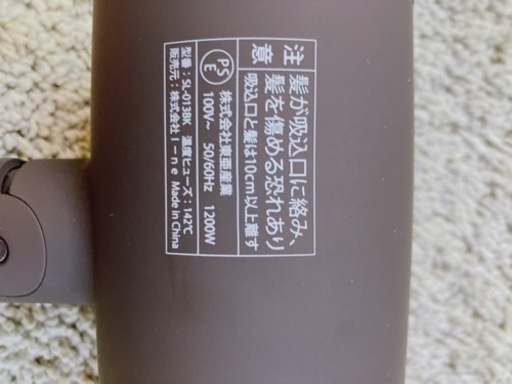 注意
髪が吸込口に絡み、
髪を傷める恐れあり
吸込口と髪は10cm以上離す
PS
E
株式会社東亜産業
100V~ 50/60Hz 1200W
型番：SL-013BK 温度ヒューズ：142℃
販売元：株式会社 I-ne Made In China